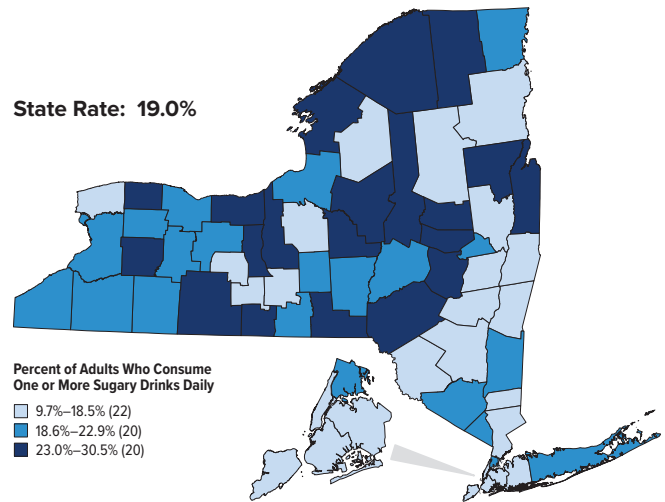 State Rate: 19.0%
Percent of Adults Who Consume
One or More Sugary Drinks Daily
9.7%–18.5% (22)
18.6%–22.9% (20)
23.0%–30.5% (20)